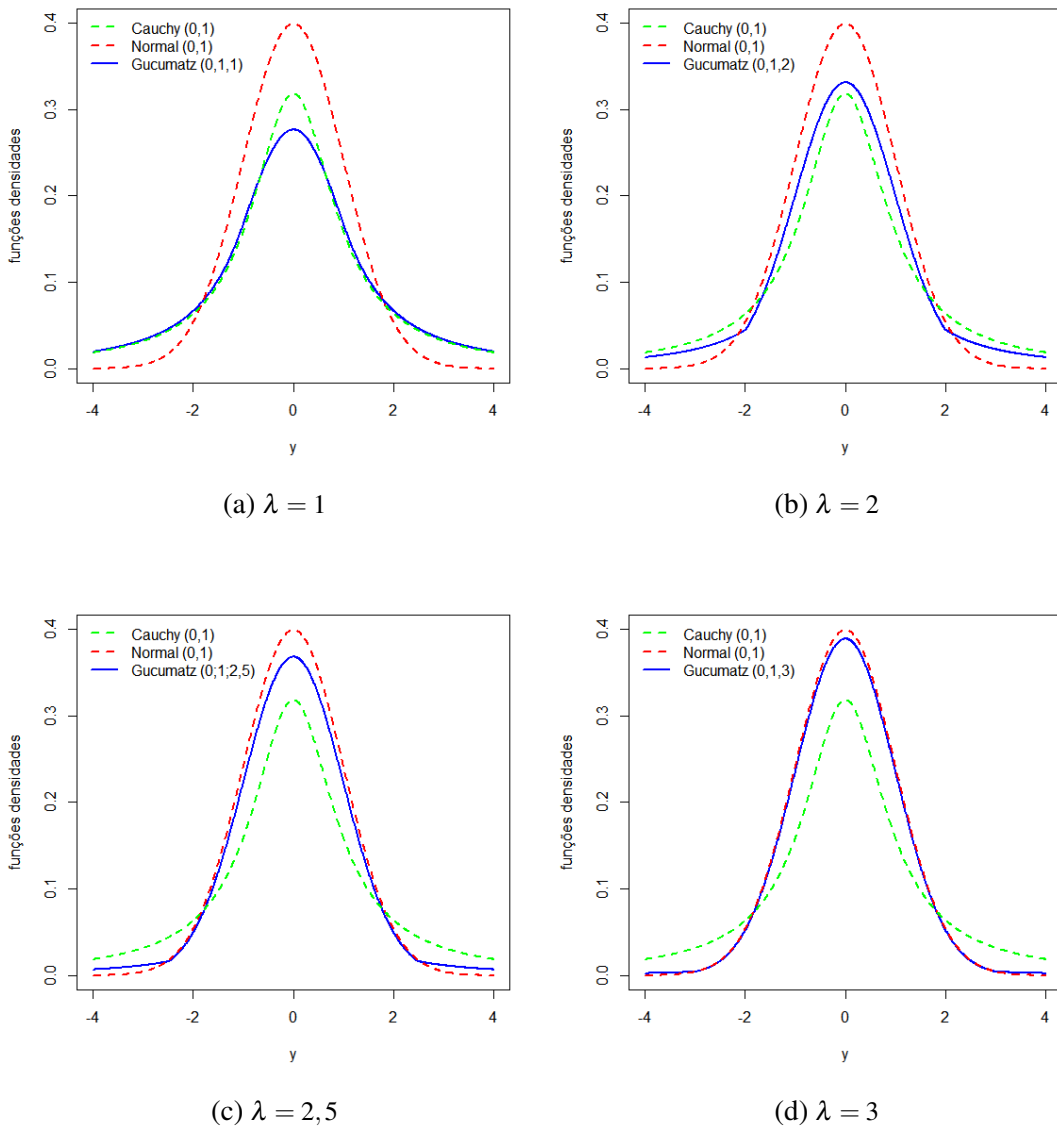 Cauchy (0,1)
Normal (0,1)
Gucumatz (0,1,1)
funções densidades
0.0 0.1 0.2 0.3 0.4
-4 -2 0 2 4
y
(a) λ = 1
Cauchy (0,1)
Normal (0,1)
Gucumatz (0,1,2)
funções densidades
0.0 0.1 0.2 0.3 0.4
-4 -2 0 2 4
y
(b) λ = 2
Cauchy (0,1)
Normal (0,1)
Gucumatz (0;1;2,5)
funções densidades
0.0 0.1 0.2 0.3 0.4
-4 -2 0 2 4
y
(c) λ = 2,5
Cauchy (0,1)
Normal (0,1)
Gucumatz (0,1,3)
funções densidades
0.0 0.1 0.2 0.3 0.4
-4 -2 0 2 4
y
(d) λ = 3